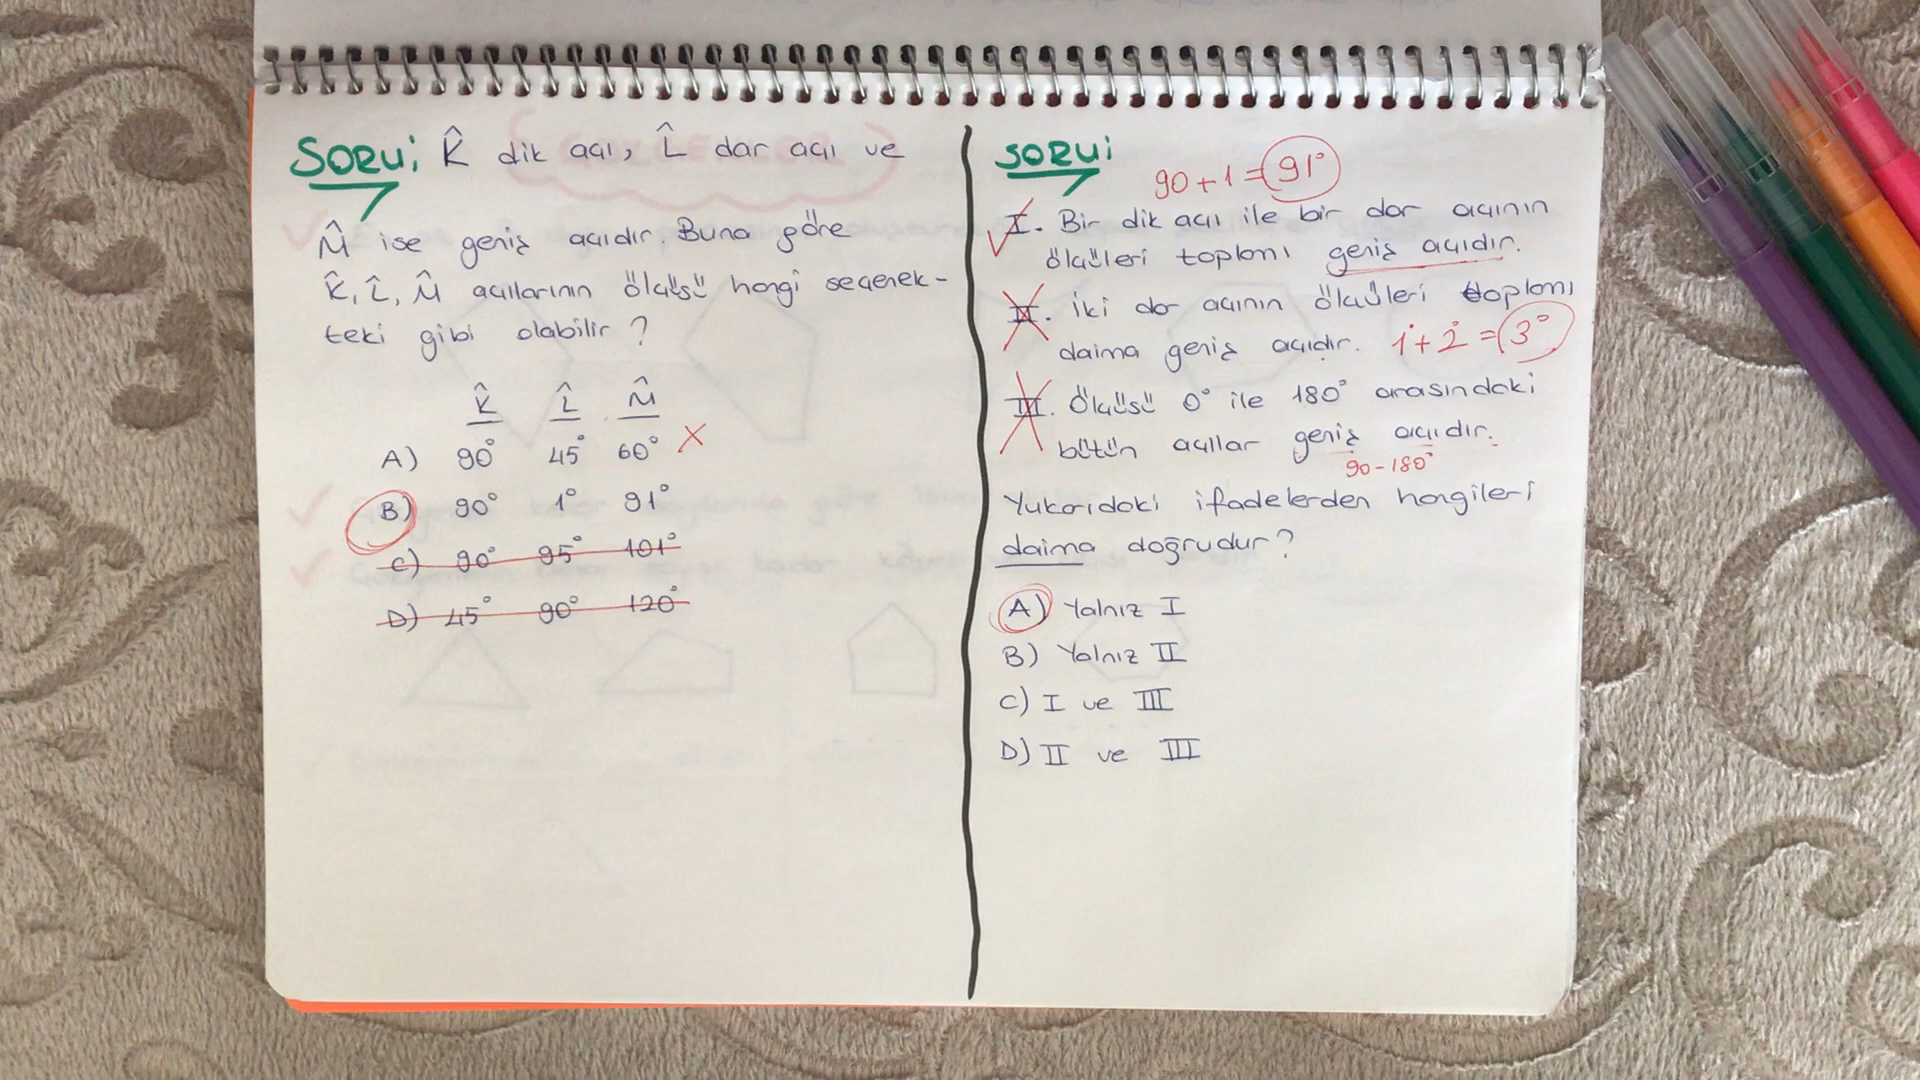 SORU: K̂ dik açı, L̂ dar açı ve
M̂ ise geniş açıdır. Buna göre
K̂, L̂, M̂ açılarının ölçüsü hangi seçenek-
teki gibi olabilir?
K̂ L̂ M̂
A) 90° 45° 60° X
B) 90° 1° 91°
C) 90° 95° 101°
D) 45° 90° 120°
SORU:
90+1=91°
I. Bir dik açı ile bir dar açının
ölçüleri toplamı geniş açıdır.
II. İki dar açının ölçüleri toplamı
daima geniş açıdır. 1+2=3°
III. Ölçüsü 0° ile 180° arasındaki
bütün açılar geniş açıdır.
90-180°
Yukarıdaki ifadelerden hangileri
daima doğrudur?
A) Yalnız I
B) Yalnız II
C) I ve III
D) II ve III